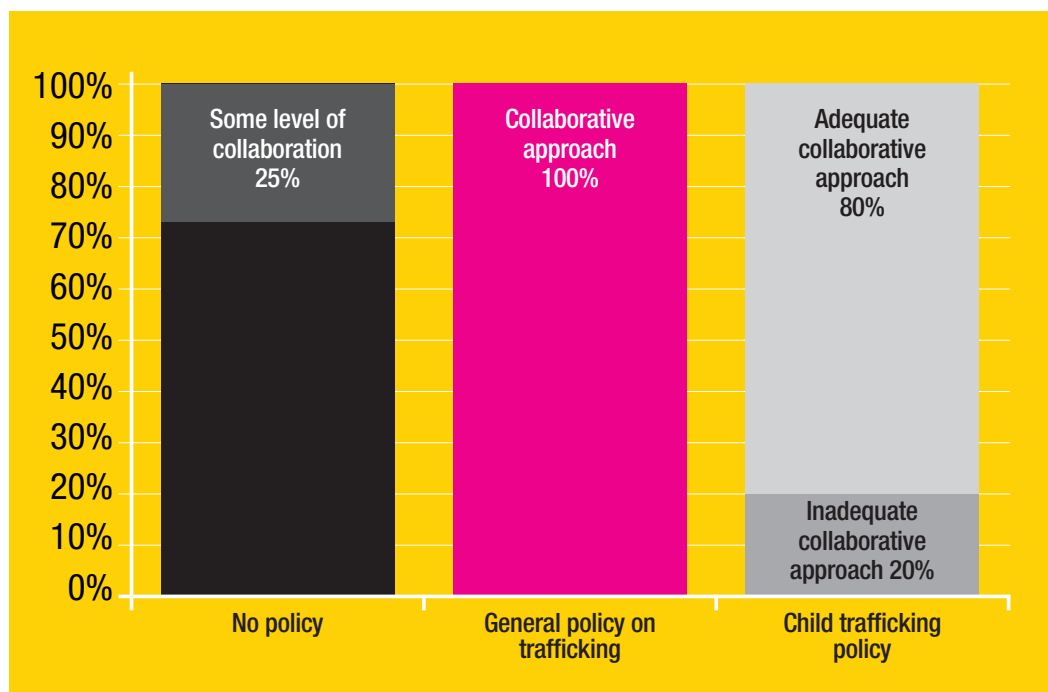 100%
90%
80%
70%
60%
50%
40%
30%
20%
10%
0%
Some level of
collaboration
25%
Collaborative
approach
100%
Adequate
collaborative
approach
80%
Inadequate
collaborative
approach 20%
No policy
General policy on
trafficking
Child trafficking
policy